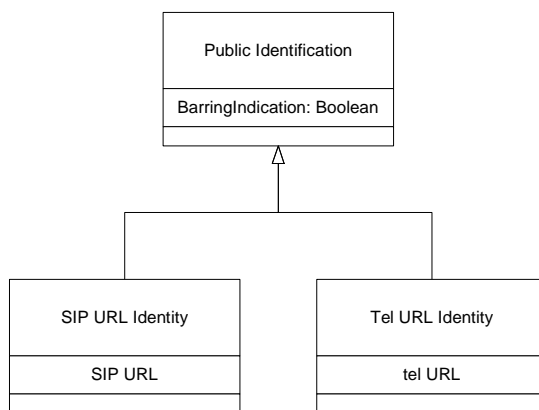 Public Identification
BarringIndication: Boolean
SIP URL Identity
SIP URL
Tel URL Identity
tel URL